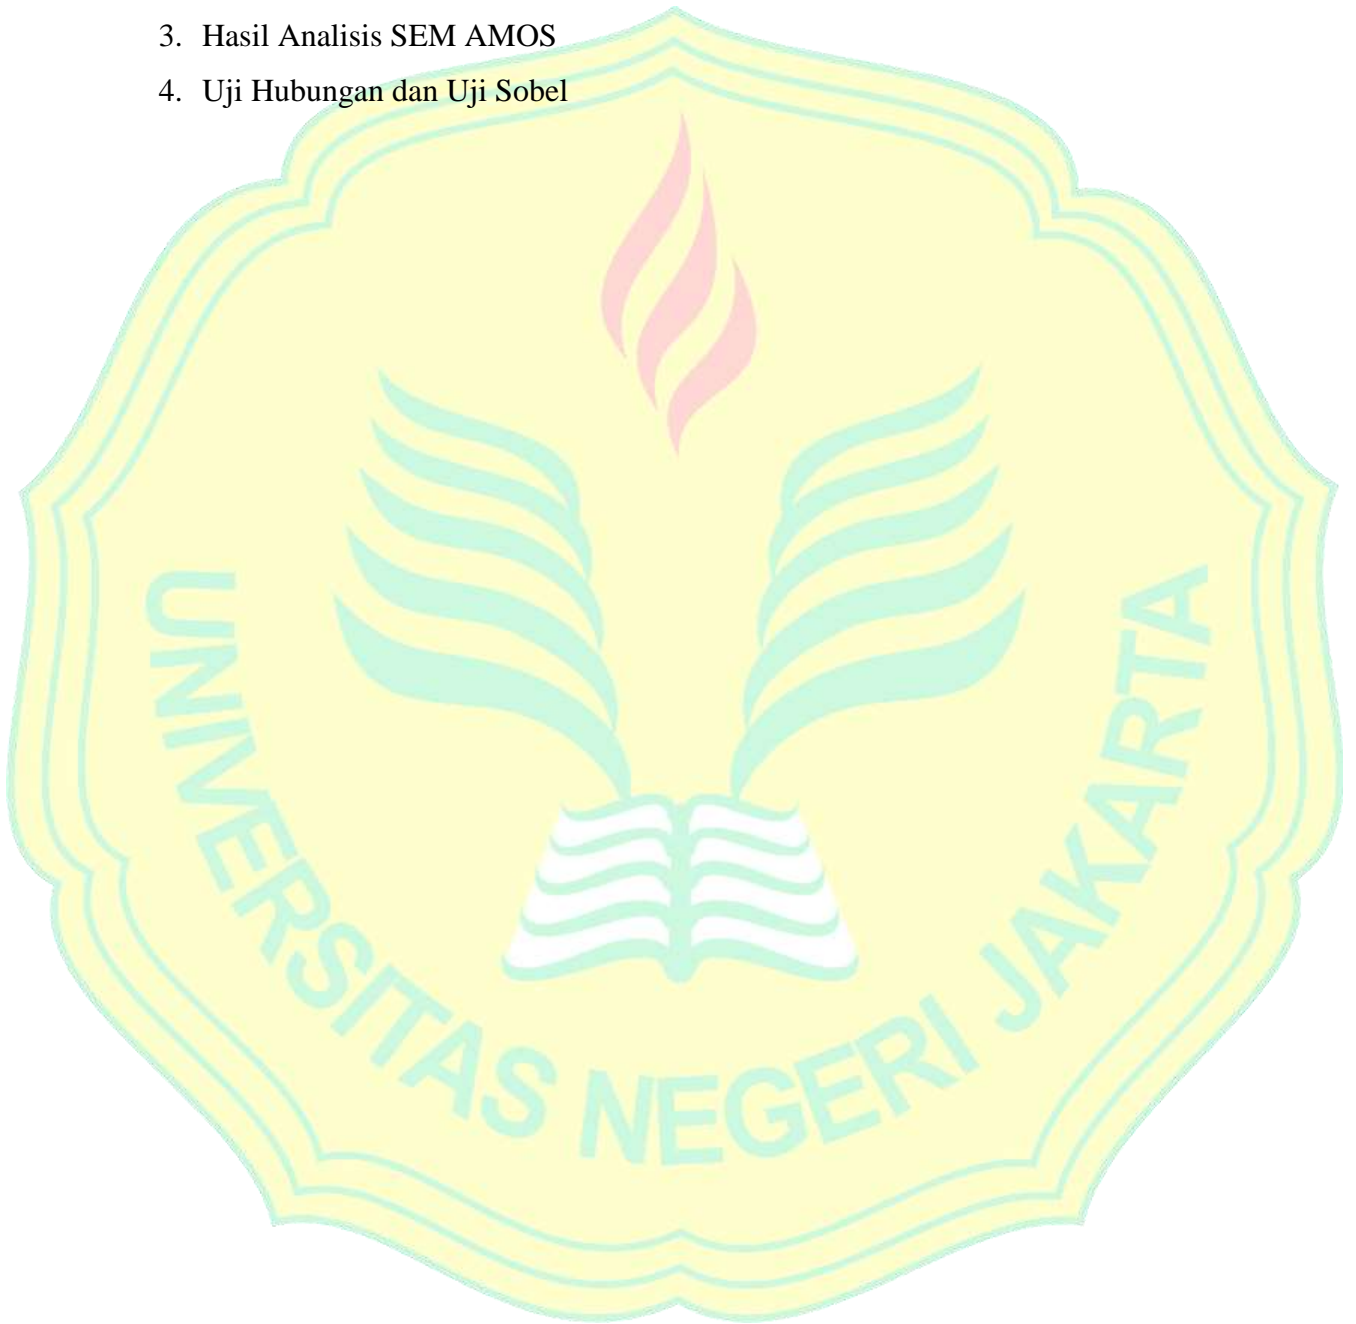 3. Hasil Analisis SEM AMOS
4. Uji Hubungan dan Uji Sobel
UNIVERSITAS NEGERI JAKARTA